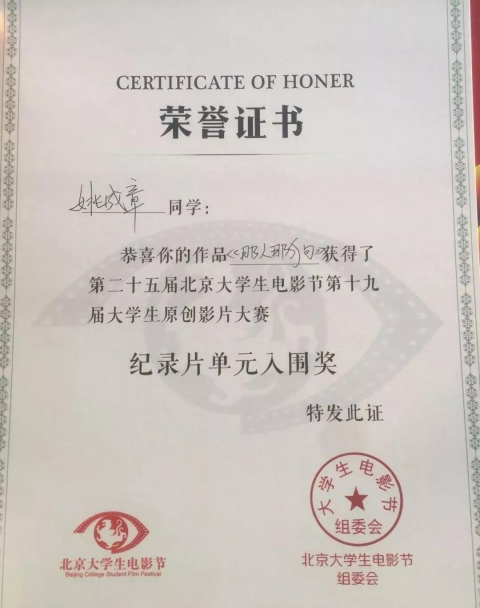 CERTIFICATE OF HONER
荣誉证书
姚成章 同学：
恭喜你的作品《那人那狗》获得了
第二十五届北京大学生电影节第十九
届大学生原创影片大赛
纪录片单元入围奖
特发此证
大学生电影节
组委会
北京大学生电影节
Beijing College Student Film Festival
北京大学生电影节
组委会